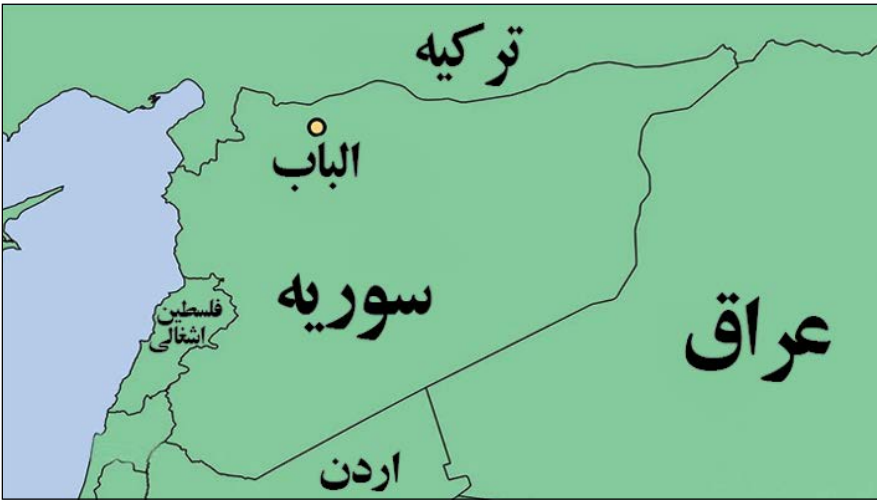 ترکیه
الباب
سوریه
فلسطین
اشغالی
عراق
اردن